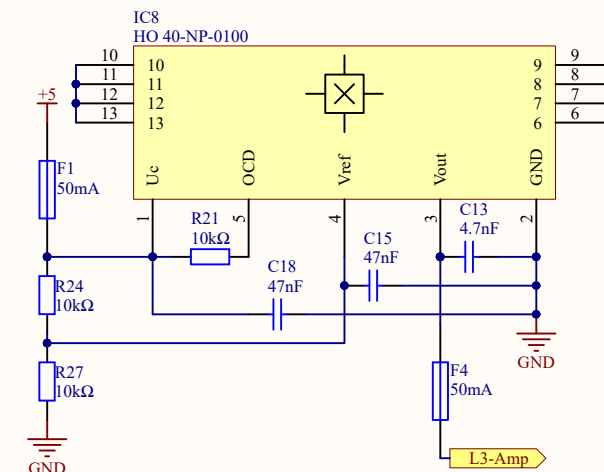 IC8
HO 40-NP-0100
10 10 9 9
11 11 8 8
+5 12 12 7 7
13 13 6 6
Uc OCD Vref Vout GND
F1
50mA
1 5 4 3 2
R21
10kΩ
C13
4.7nF
C15
47nF
C18
47nF
R24
10kΩ
GND
R27
10kΩ
F4
50mA
GND
L3-Amp